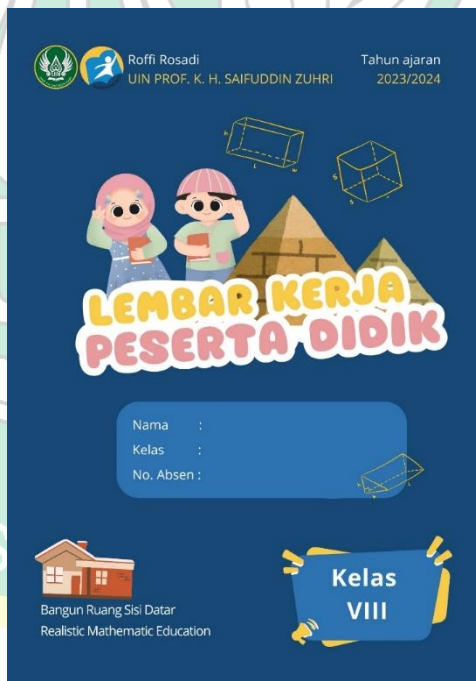 Roffi Rosadi
UIN PROF. K. H. SAIFUDDIN ZUHRI
Tahun ajaran
2023/2024
LEMBAR KERJA
PESERTA DIDIK
Nama :
Kelas :
No. Absen :
Bangun Ruang Sisi Datar
Realistic Mathematic Education
Kelas
VIII